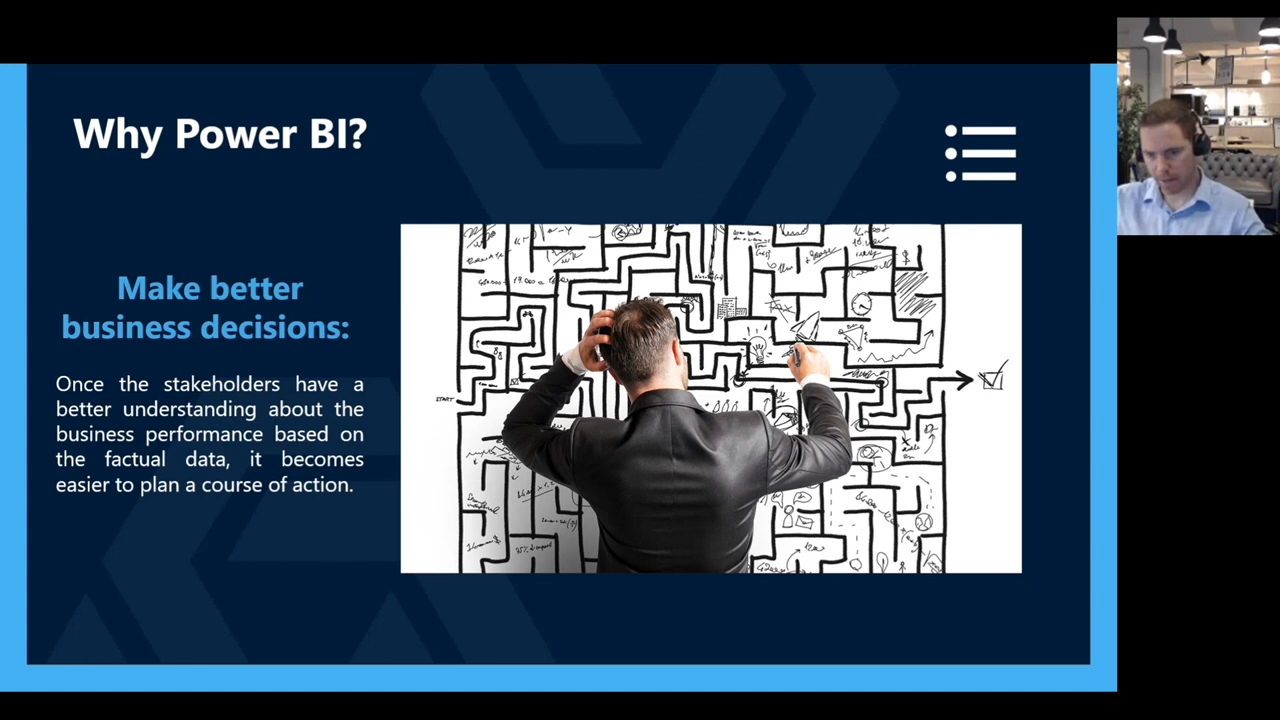 Why Power BI?
Make better
business decisions:
Once the stakeholders have a
better understanding about the
business performance based on
the factual data, it becomes
easier to plan a course of action.
START